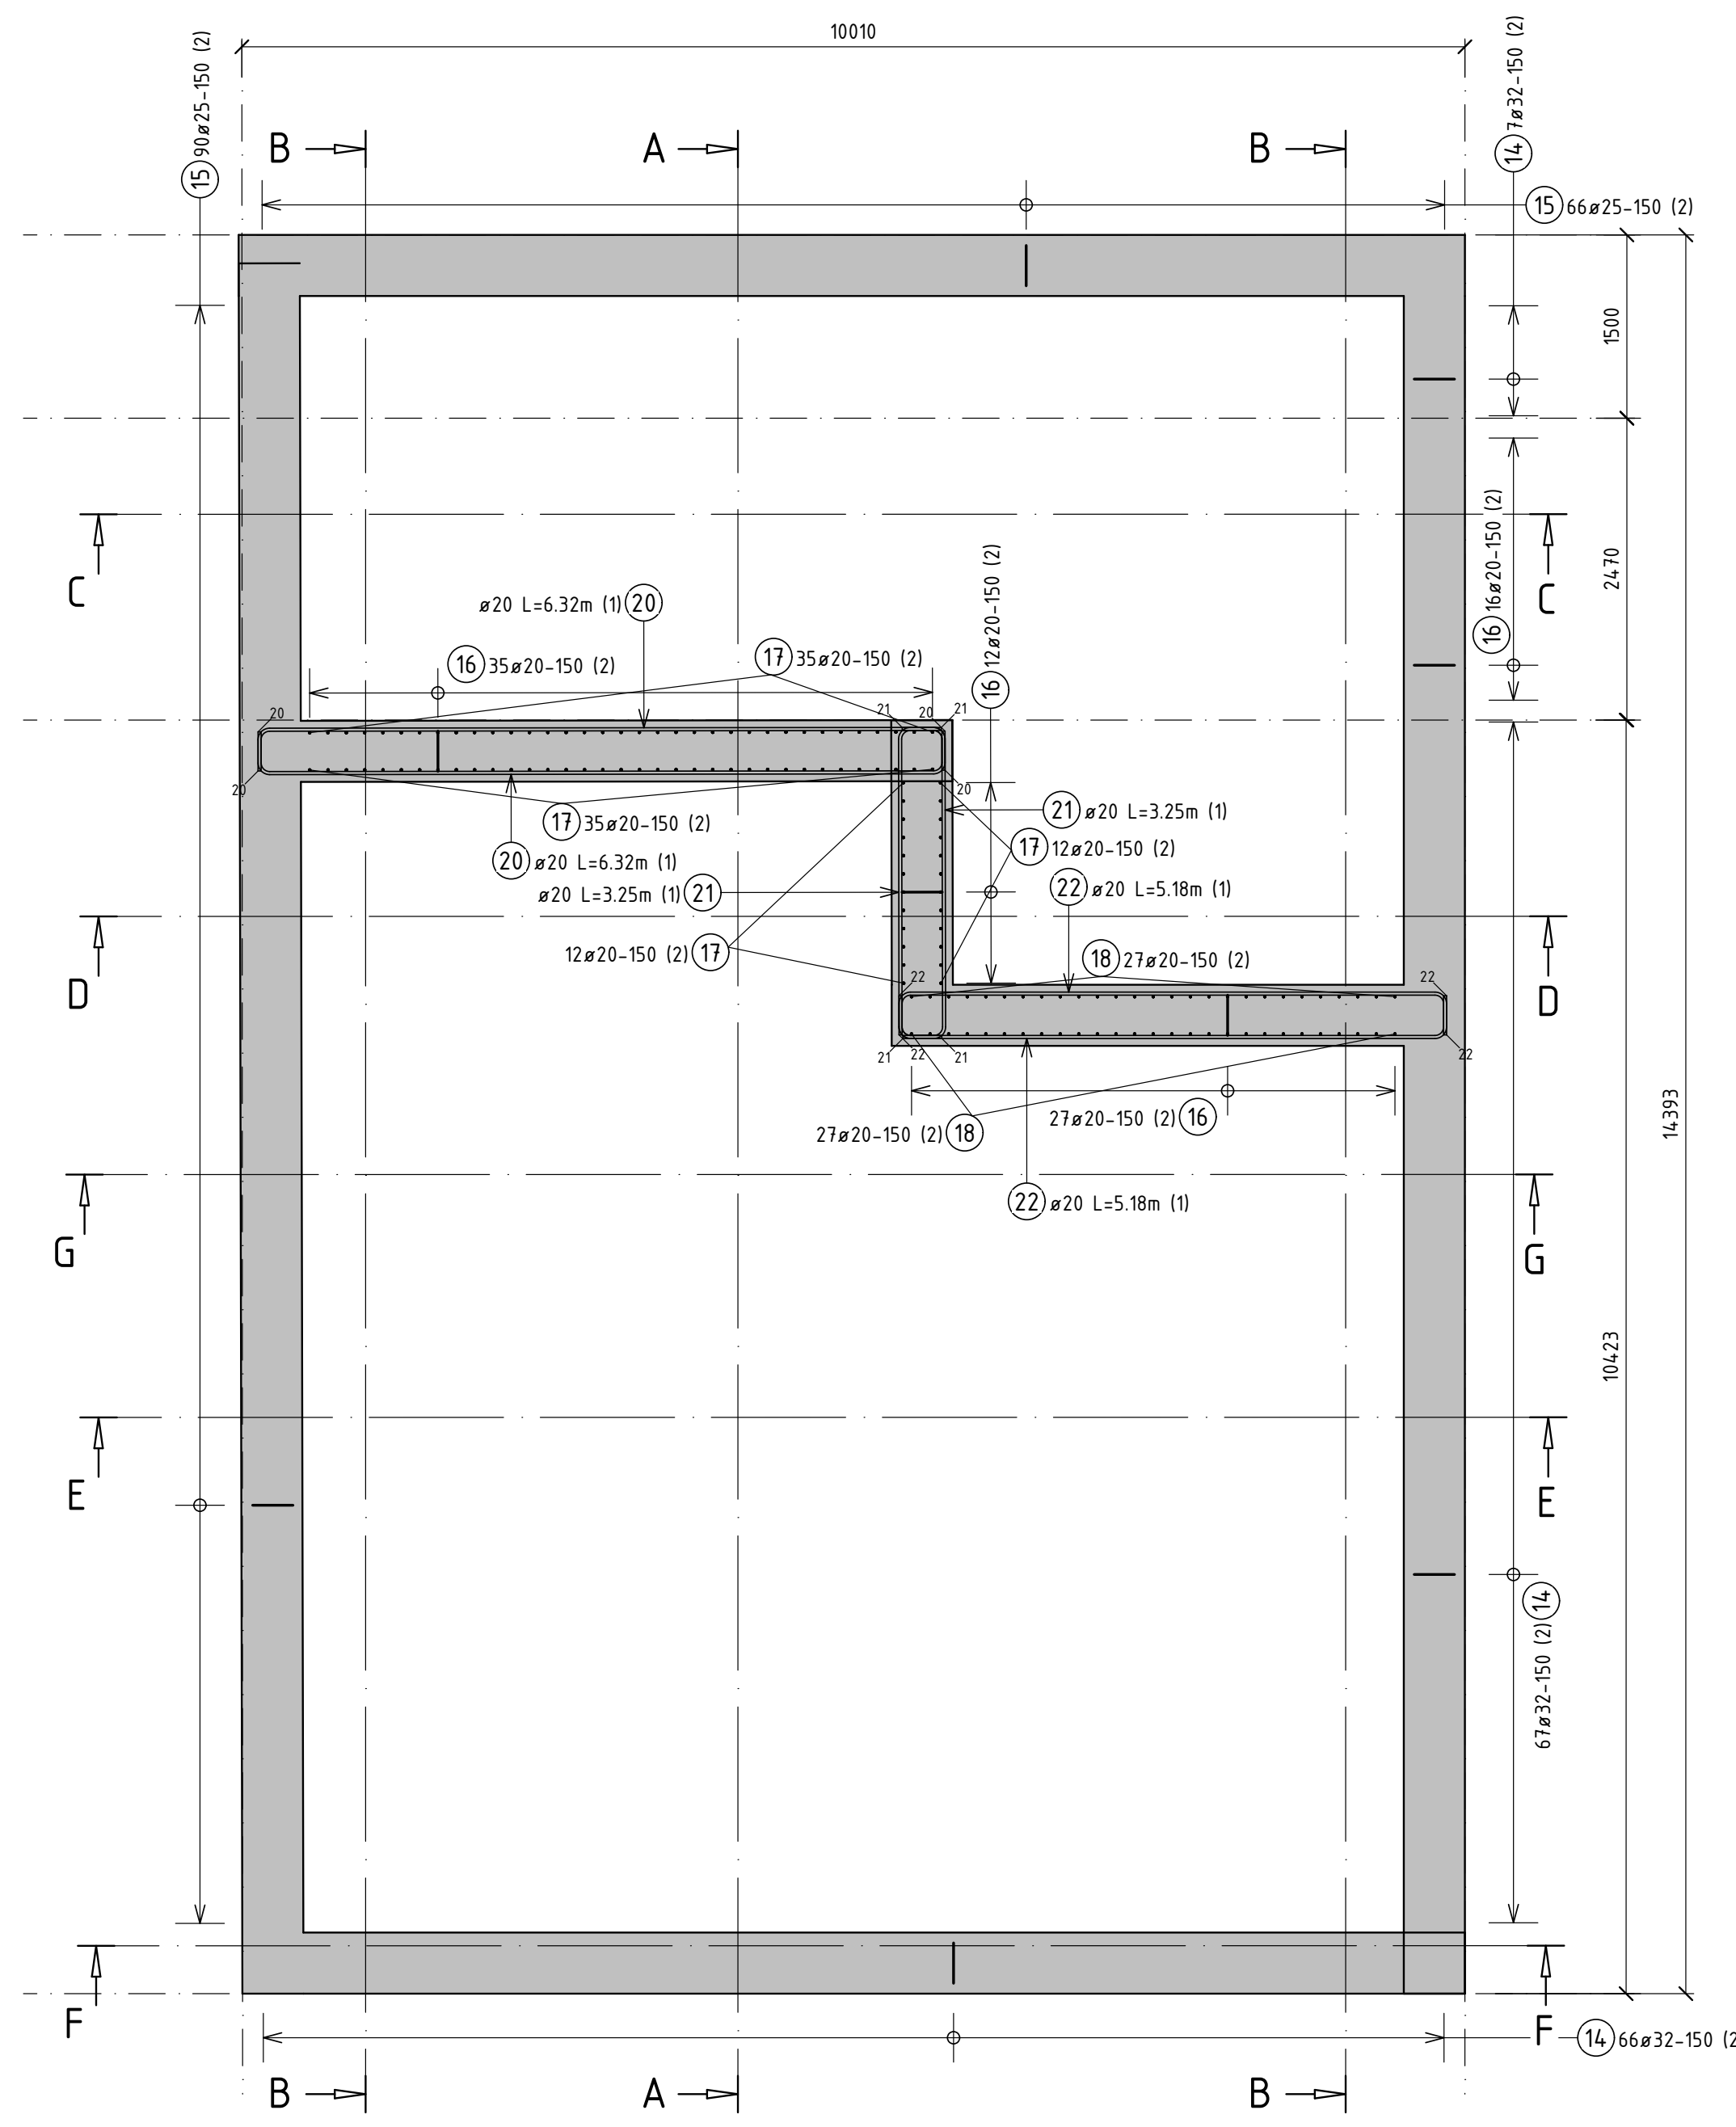 10010
15 90ø25-150 (2)
14 7ø32-150 (2)
B
A
B
15 66ø25-150 (2)
1500
C
C
2470
16 16ø20-150 (2)
16 12ø20-150 (2)
ø20 L=6.32m (1) 20
16 35ø20-150 (2)
17 35ø20-150 (2)
20
21
20
21
20
20
17 35ø20-150 (2)
20 ø20 L=6.32m (1)
21 ø20 L=3.25m (1)
17 12ø20-150 (2)
ø20 L=3.25m (1) 21
22 ø20 L=5.18m (1)
12ø20-150 (2) 17
18 27ø20-150 (2)
22
22
D
D
21
22
21
22
27ø20-150 (2) 16
27ø20-150 (2) 18
14393
22 ø20 L=5.18m (1)
G
G
10423
E
E
67ø32-150 (2) 14
F
F
14 66ø32-150 (2
B
A
B